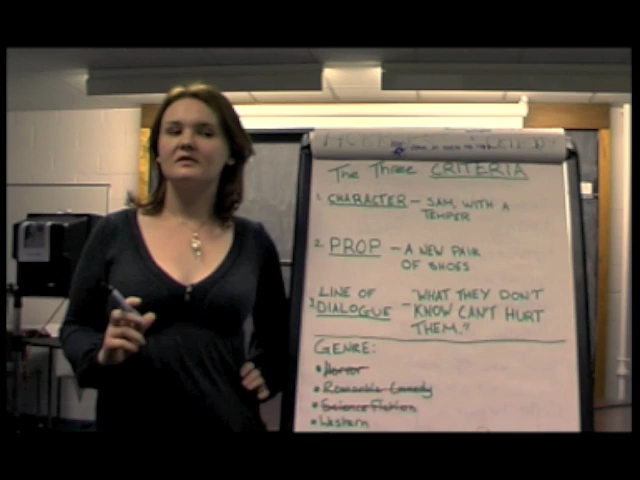 The Three CRITERIA
1. CHARACTER - SAM, WITH A
TEMPER
2. PROP - A NEW PAIR
OF SHOES
3. LINE OF
DIALOGUE - "WHAT THEY DON'T
KNOW CAN'T HURT
THEM."
GENRE:
• Horror
• Romantic Comedy
• Science Fiction
• Western